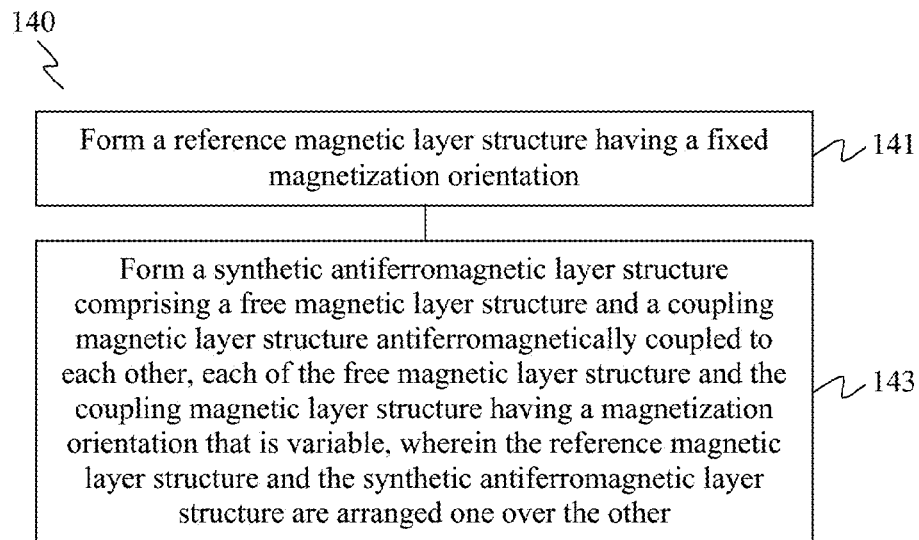 140
Form a reference magnetic layer structure having a fixed
magnetization orientation
141
Form a synthetic antiferromagnetic layer structure
comprising a free magnetic layer structure and a coupling
magnetic layer structure antiferromagnetically coupled to
each other, each of the free magnetic layer structure and the
coupling magnetic layer structure having a magnetization
orientation that is variable, wherein the reference magnetic
layer structure and the synthetic antiferromagnetic layer
structure are arranged one over the other
143